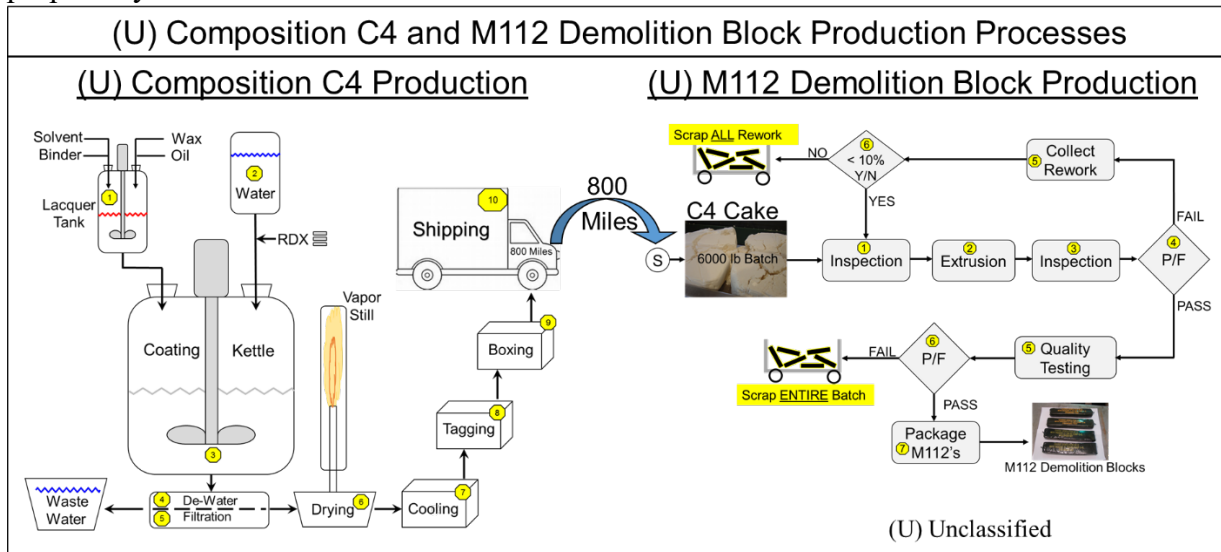 (U) Composition C4 and M112 Demolition Block Production Processes
(U) Composition C4 Production
Solvent
Binder
Wax
Oil
1
Lacquer
Tank
2
Water
RDX
Coating
Kettle
3
Waste
Water
4
De-Water
5
Filtration
Vapor
Still
Drying
6
Cooling
7
Tagging
8
Boxing
9
Shipping
10
800 Miles
800
Miles
(U) M112 Demolition Block Production
Scrap ALL Rework
NO
6
< 10%
Y/N
YES
5
Collect
Rework
FAIL
S
C4 Cake
6000 lb Batch
1
Inspection
2
Extrusion
3
Inspection
4
P/F
PASS
5
Quality
Testing
6
P/F
FAIL
Scrap ENTIRE Batch
PASS
7
Package
M112's
M112 Demolition Blocks
(U) Unclassified